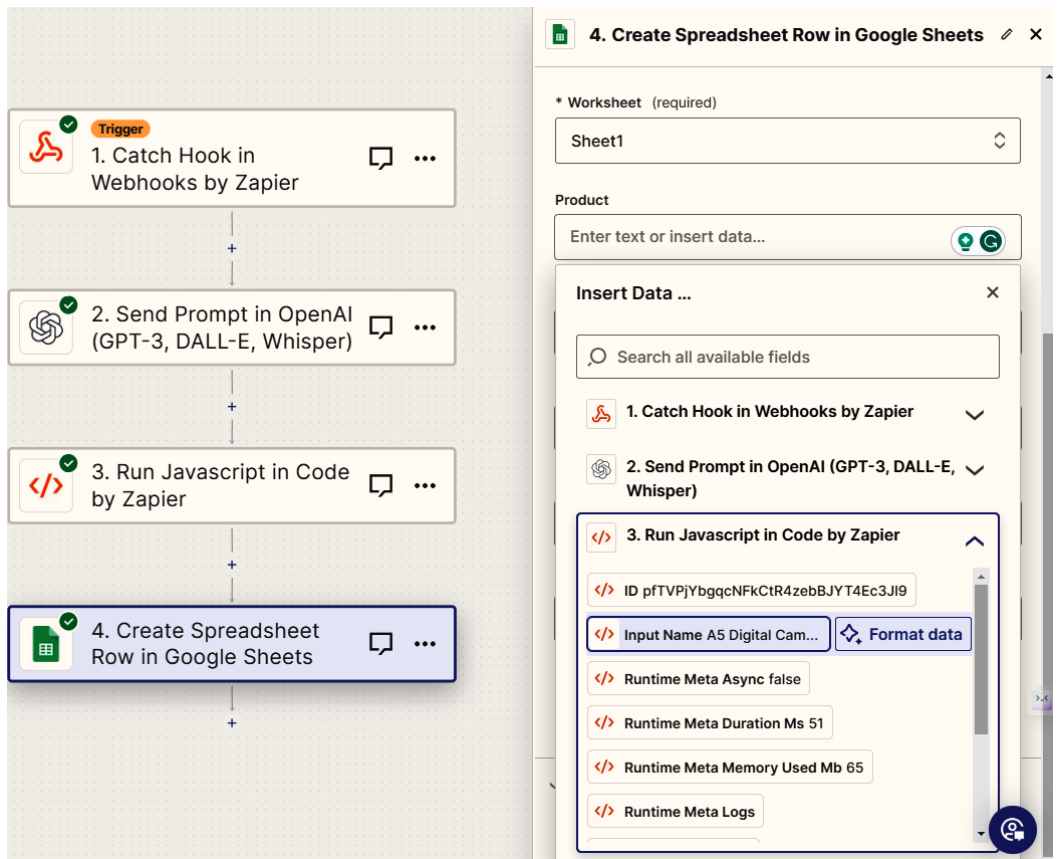 Trigger
1. Catch Hook in
Webhooks by Zapier
2. Send Prompt in OpenAI
(GPT-3, DALL-E, Whisper)
3. Run Javascript in Code
by Zapier
4. Create Spreadsheet
Row in Google Sheets
4. Create Spreadsheet Row in Google Sheets
* Worksheet (required)
Sheet1
Product
Enter text or insert data...
Insert Data ...
Search all available fields
1. Catch Hook in Webhooks by Zapier
2. Send Prompt in OpenAI (GPT-3, DALL-E,
Whisper)
3. Run Javascript in Code by Zapier
ID pfTVPjYbgqcNFkCtR4zebBJYT4Ec3JI9
Input Name A5 Digital Cam... Format data
Runtime Meta Async false
Runtime Meta Duration Ms 51
Runtime Meta Memory Used Mb 65
Runtime Meta Logs